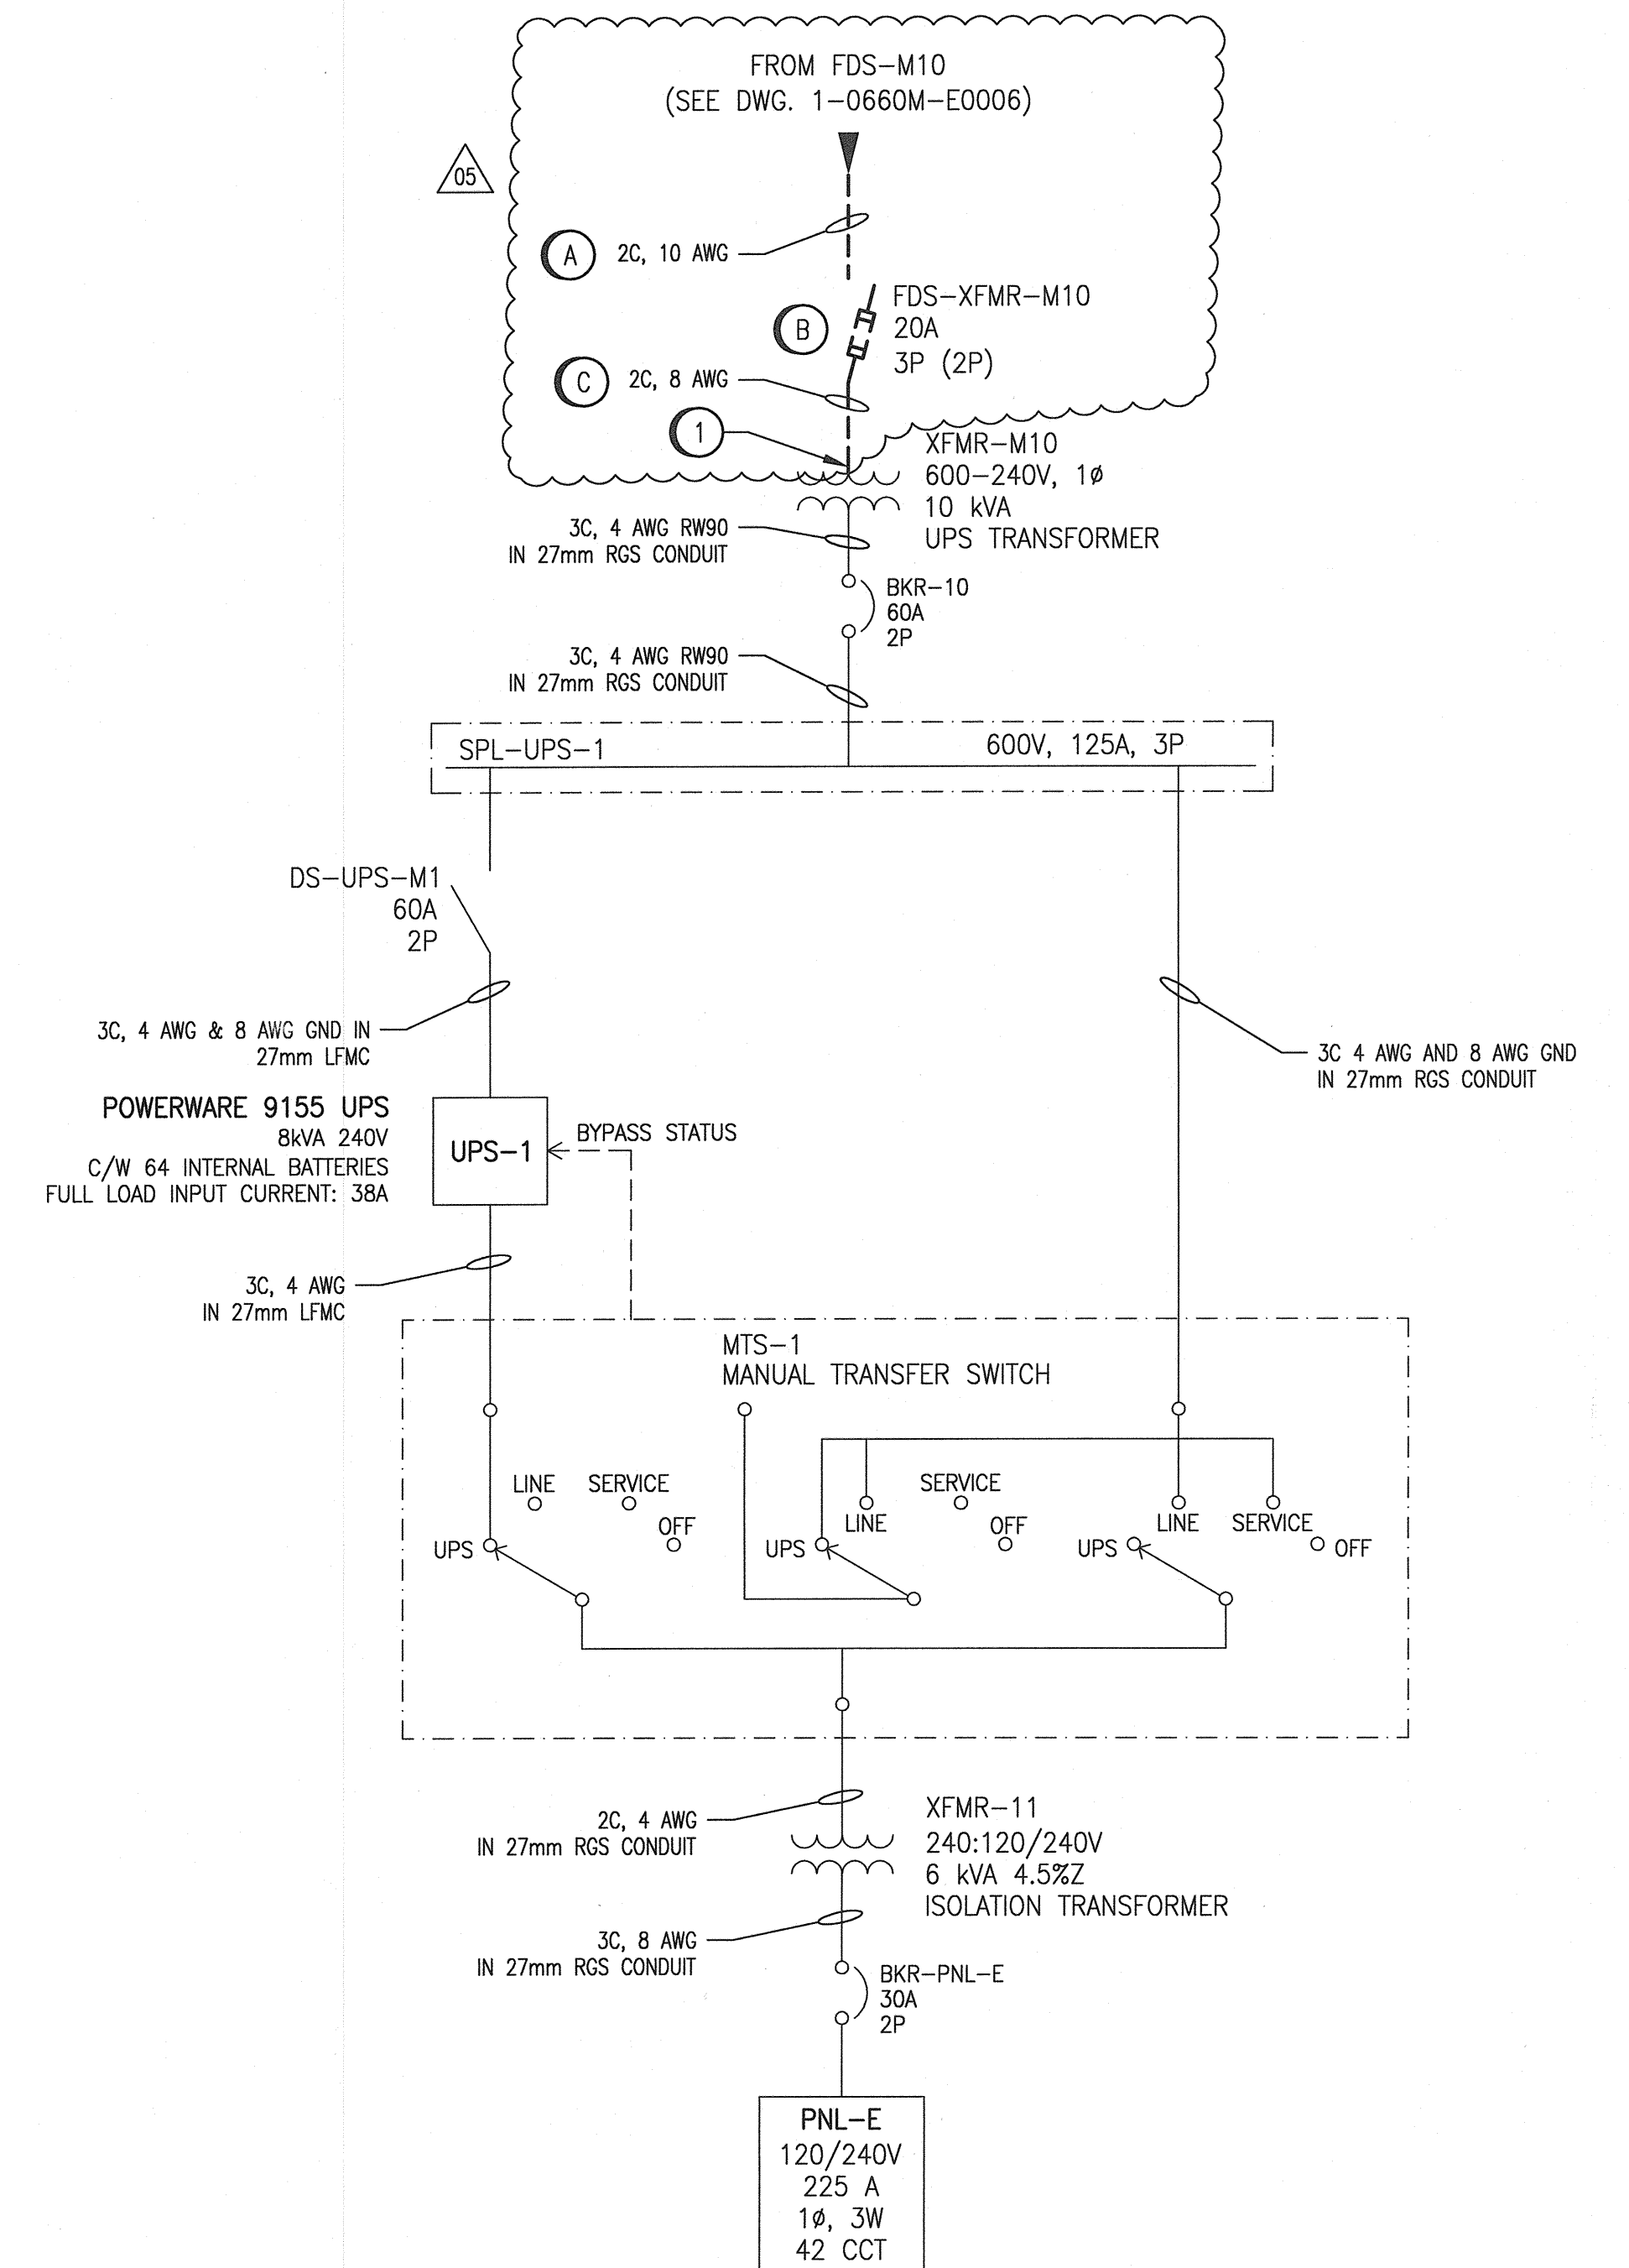 FROM FDS-M10
(SEE DWG. 1-0660M-E0006)
05
A
2C, 10 AWG
B
FDS-XFMR-M10
20A
3P (2P)
C
2C, 8 AWG
1
XFMR-M10
600-240V, 1ø
10 kVA
UPS TRANSFORMER
3C, 4 AWG RW90
IN 27mm RGS CONDUIT
BKR-10
60A
2P
3C, 4 AWG RW90
IN 27mm RGS CONDUIT
SPL-UPS-1
600V, 125A, 3P
DS-UPS-M1
60A
2P
3C, 4 AWG & 8 AWG GND IN
27mm LFMC
3C 4 AWG AND 8 AWG GND
IN 27mm RGS CONDUIT
POWERWARE 9155 UPS
8kVA 240V
C/W 64 INTERNAL BATTERIES
FULL LOAD INPUT CURRENT: 38A
UPS-1
BYPASS STATUS
3C, 4 AWG
IN 27mm LFMC
MTS-1
MANUAL TRANSFER SWITCH
LINE
SERVICE
OFF
UPS
LINE
SERVICE
OFF
UPS
LINE
SERVICE
OFF
UPS
2C, 4 AWG
IN 27mm RGS CONDUIT
XFMR-11
240:120/240V
6 kVA 4.5%Z
ISOLATION TRANSFORMER
3C, 8 AWG
IN 27mm RGS CONDUIT
BKR-PNL-E
30A
2P
PNL-E
120/240V
225 A
1ø, 3W
42 CCT